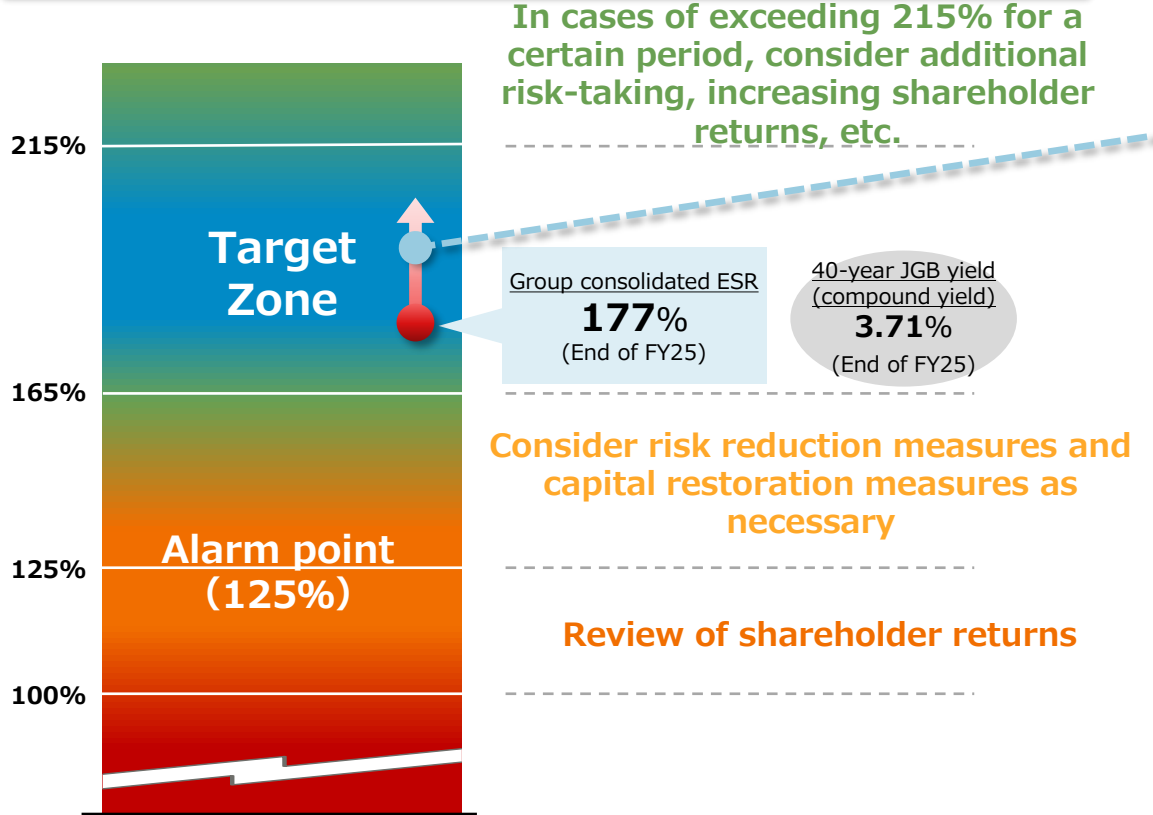 In cases of exceeding 215% for a
certain period, consider additional
risk-taking, increasing shareholder
returns, etc.
215%
Target
Zone
Group consolidated ESR
177%
(End of FY25)
40-year JGB yield
(compound yield)
3.71%
(End of FY25)
165%
Consider risk reduction measures and
capital restoration measures as
necessary
Alarm point
(125%)
125%
Review of shareholder returns
100%